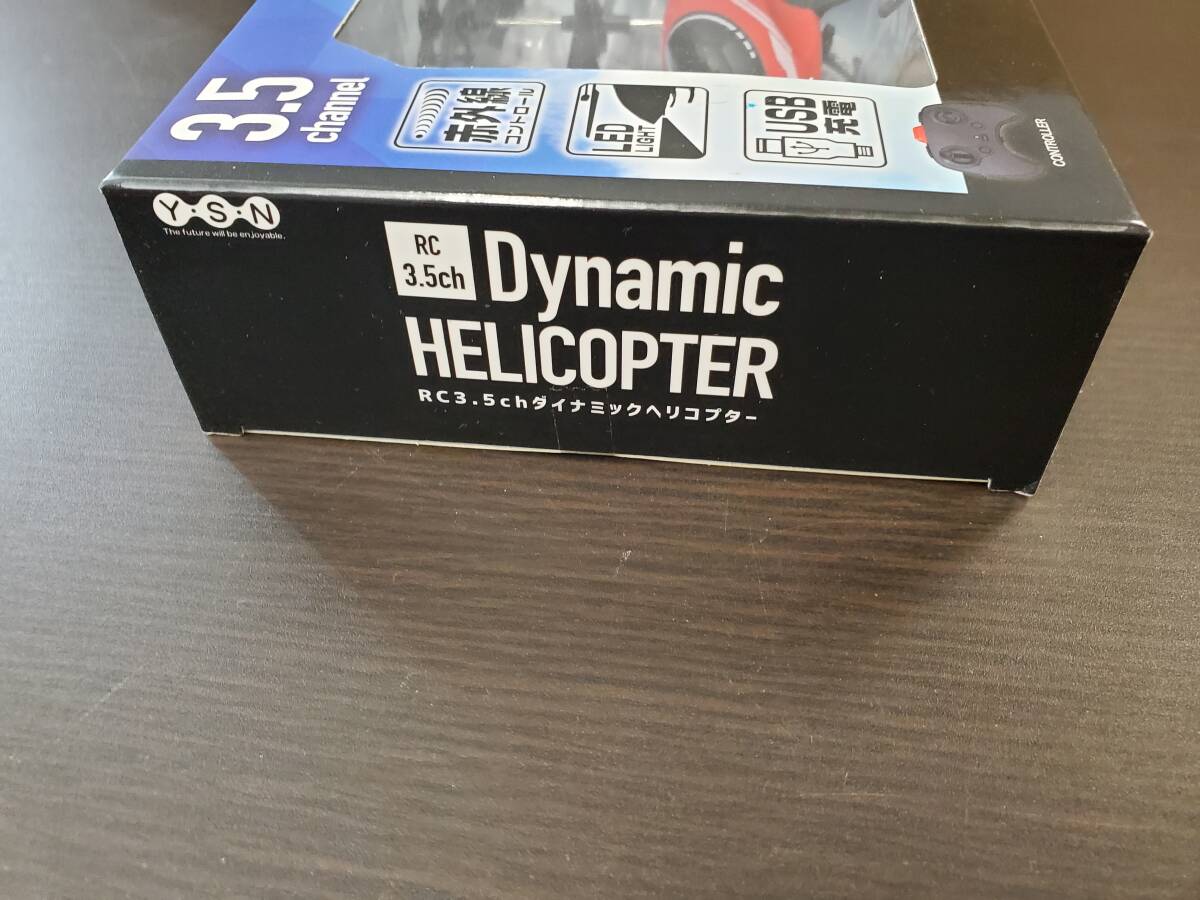 3.5
channel
赤外線
コントロール
LED
LIGHT
USB
充電
CONTROLLER
Y·S·N
The future will be enjoyable.
RC
3.5ch
Dynamic
HELICOPTER
RC3.5chダイナミックヘリコプター